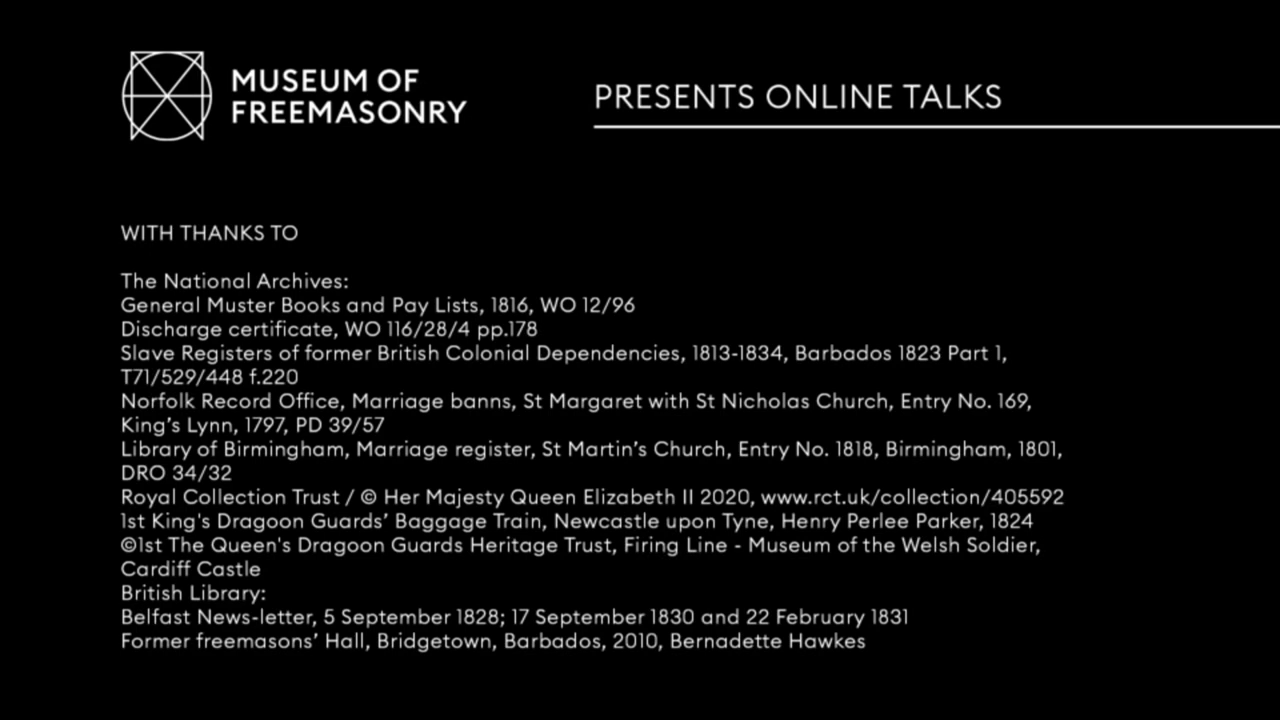 MUSEUM OF
FREEMASONRY
PRESENTS ONLINE TALKS
WITH THANKS TO
The National Archives:
General Muster Books and Pay Lists, 1816, WO 12/96
Discharge certificate, WO 116/28/4 pp.178
Slave Registers of former British Colonial Dependencies, 1813-1834, Barbados 1823 Part 1,
T71/529/448 f.220
Norfolk Record Office, Marriage banns, St Margaret with St Nicholas Church, Entry No. 169,
King’s Lynn, 1797, PD 39/57
Library of Birmingham, Marriage register, St Martin’s Church, Entry No. 1818, Birmingham, 1801,
DRO 34/32
Royal Collection Trust / © Her Majesty Queen Elizabeth II 2020, www.rct.uk/collection/405592
1st King's Dragoon Guards’ Baggage Train, Newcastle upon Tyne, Henry Perlee Parker, 1824
©1st The Queen's Dragoon Guards Heritage Trust, Firing Line - Museum of the Welsh Soldier,
Cardiff Castle
British Library:
Belfast News-letter, 5 September 1828; 17 September 1830 and 22 February 1831
Former freemasons’ Hall, Bridgetown, Barbados, 2010, Bernadette Hawkes